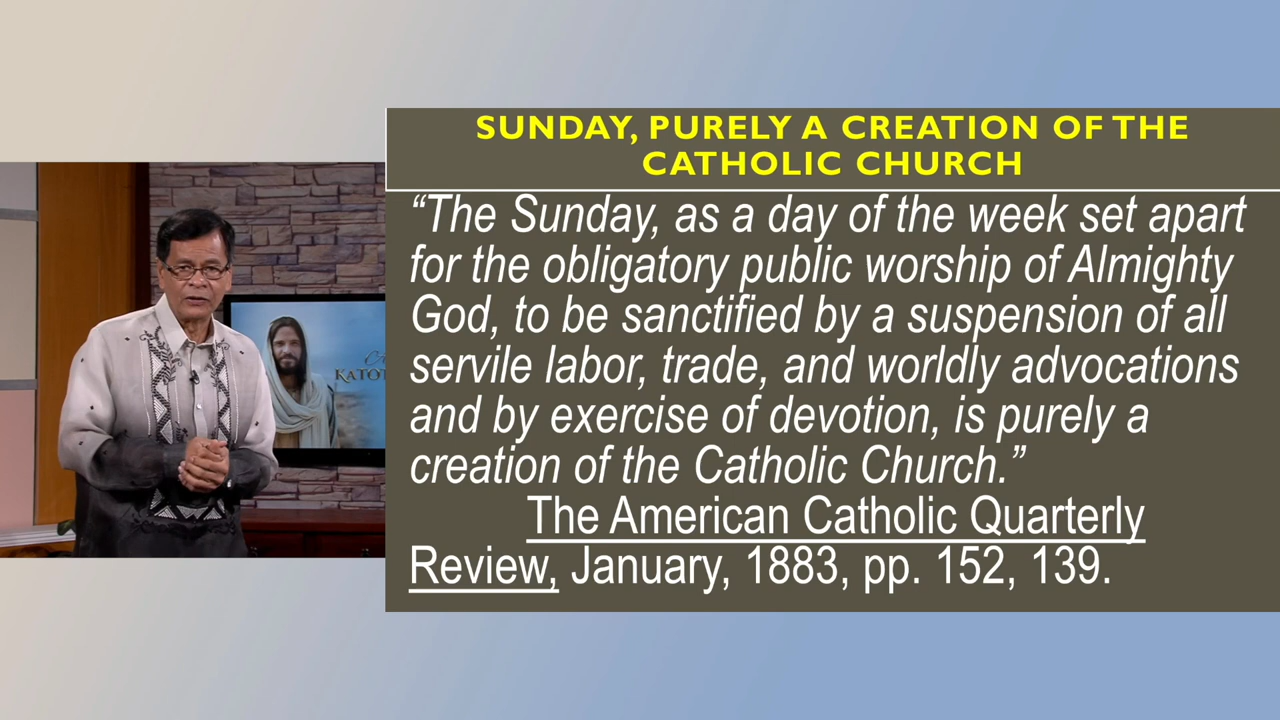 SUNDAY, PURELY A CREATION OF THE
CATHOLIC CHURCH
“The Sunday, as a day of the week set apart
for the obligatory public worship of Almighty
God, to be sanctified by a suspension of all
servile labor, trade, and worldly advocations
and by exercise of devotion, is purely a
creation of the Catholic Church.”
The American Catholic Quarterly
Review, January, 1883, pp. 152, 139.